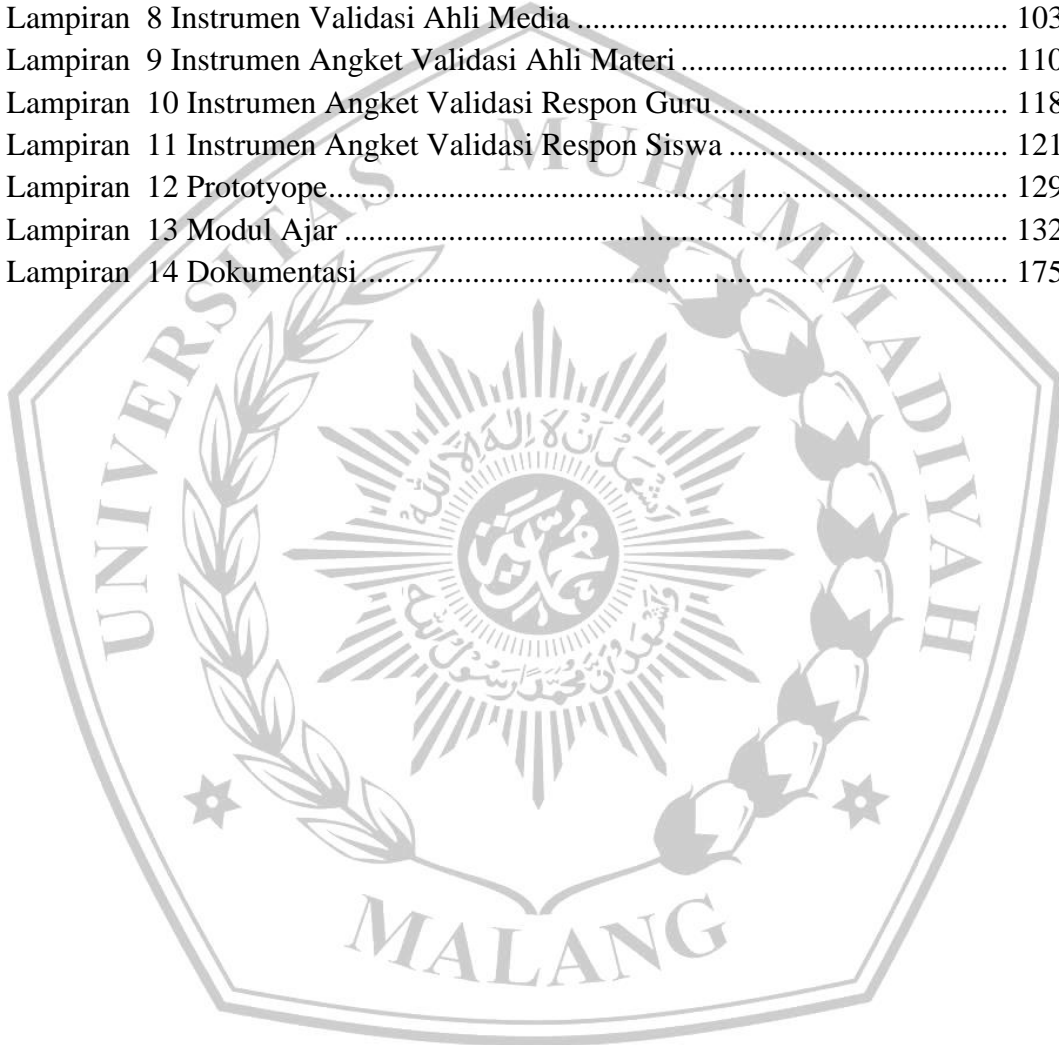 Lampiran 8 Instrumen Validasi Ahli Media ........................................................ 103
Lampiran 9 Instrumen Angket Validasi Ahli Materi ........................................ 110
Lampiran 10 Instrumen Angket Validasi Respon Guru ................................... 118
Lampiran 11 Instrumen Angket Validasi Respon Siswa ................................. 121
Lampiran 12 Prototyope................................................................................... 129
Lampiran 13 Modul Ajar ................................................................................. 132
Lampiran 14 Dokumentasi............................................................................... 175
UNIVERSITAS MUHAMMADIYAH
MALANG